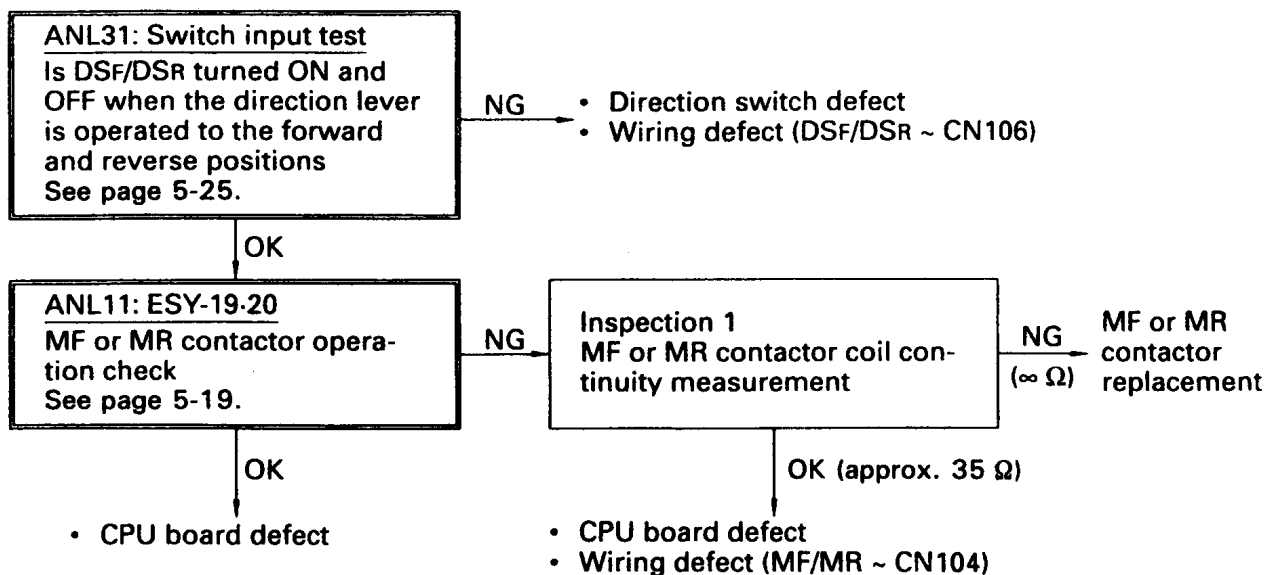 ANL31: Switch input test
Is DSF/DSR turned ON and
OFF when the direction lever
is operated to the forward
and reverse positions
See page 5-25.
NG
• Direction switch defect
• Wiring defect (DSF/DSR ~ CN106)
OK
ANL11: ESY-19·20
MF or MR contactor opera-
tion check
See page 5-19.
NG
Inspection 1
MF or MR contactor coil con-
tinuity measurement
NG
(∞ Ω)
MF or MR
contactor
replacement
OK
• CPU board defect
OK (approx. 35 Ω)
• CPU board defect
• Wiring defect (MF/MR ~ CN104)